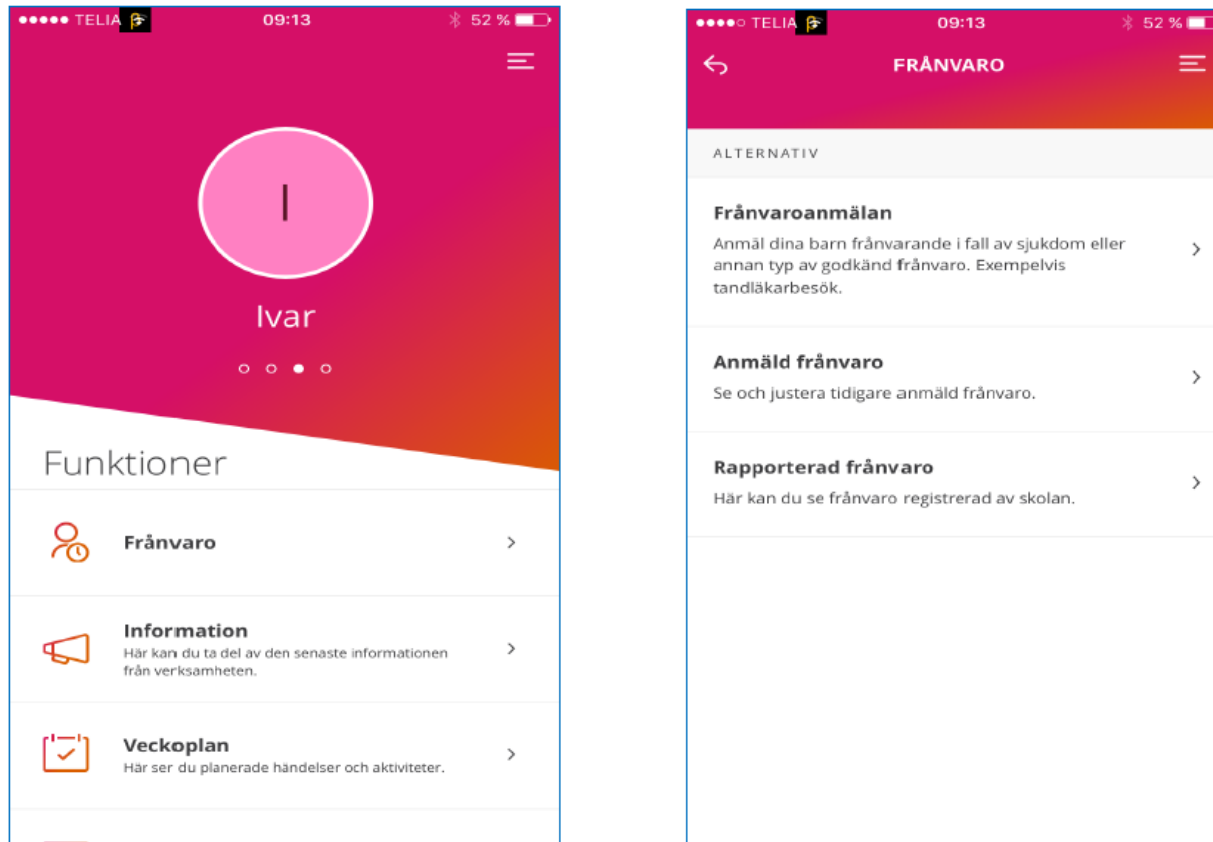 TELIA 09:13 52 %
I
Ivar
Funktioner
Frånvaro
Information
Här kan du ta del av den senaste informationen
från verksamheten.
Veckoplan
Här ser du planerade händelser och aktiviteter.
TELIA 09:13 52 %
FRÅNVARO
ALTERNATIV
Frånvaroanmälan
Anmäl dina barn frånvarande i fall av sjukdom eller
annan typ av godkänd frånvaro. Exempelvis
tandläkarbesök.
Anmäld frånvaro
Se och justera tidigare anmäld frånvaro.
Rapporterad frånvaro
Här kan du se frånvaro registrerad av skolan.